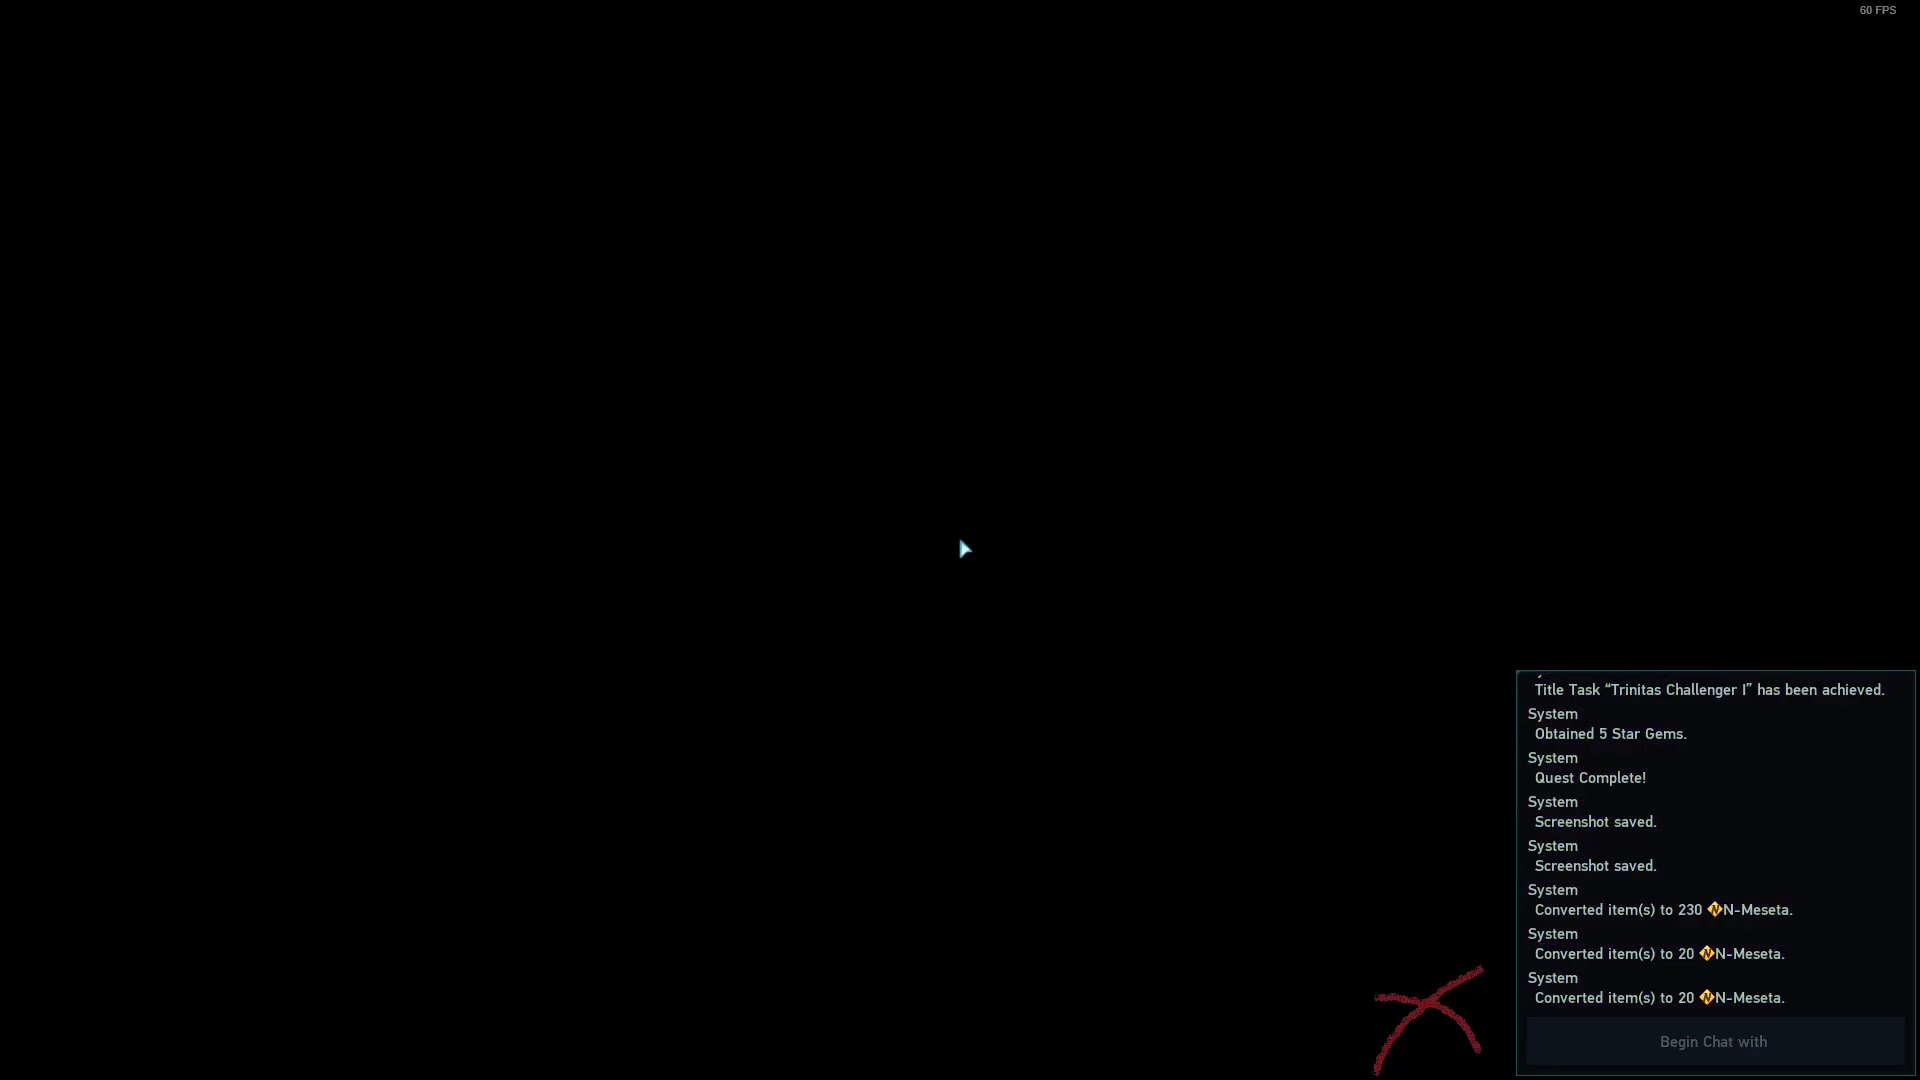 60 FPS
Title Task “Trinitas Challenger I” has been achieved.
System
Obtained 5 Star Gems.
System
Quest Complete!
System
Screenshot saved.
System
Screenshot saved.
System
Converted item(s) to 230 N-Meseta.
System
Converted item(s) to 20 N-Meseta.
System
Converted item(s) to 20 N-Meseta.
Begin Chat with